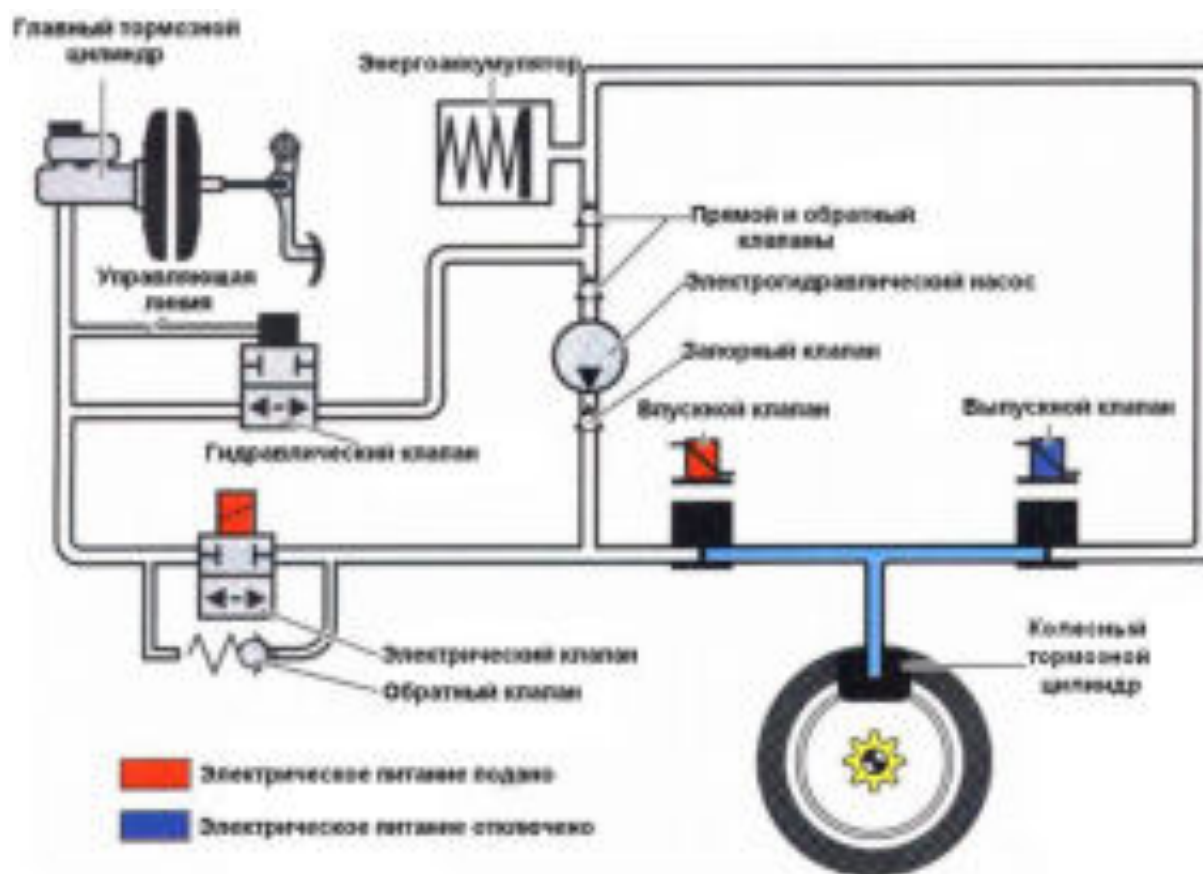 Главный тормозной
цилиндр
Энергоаккумулятор
Прямой и обратный
клапаны
Управляющая
линия
Электрогидравлический насос
Запорный клапан
Впускной клапан
Выпускной клапан
Гидравлический клапан
Электрический клапан
Обратный клапан
Колесный
тормозной
цилиндр
Электрическое питание подано
Электрическое питание отключено